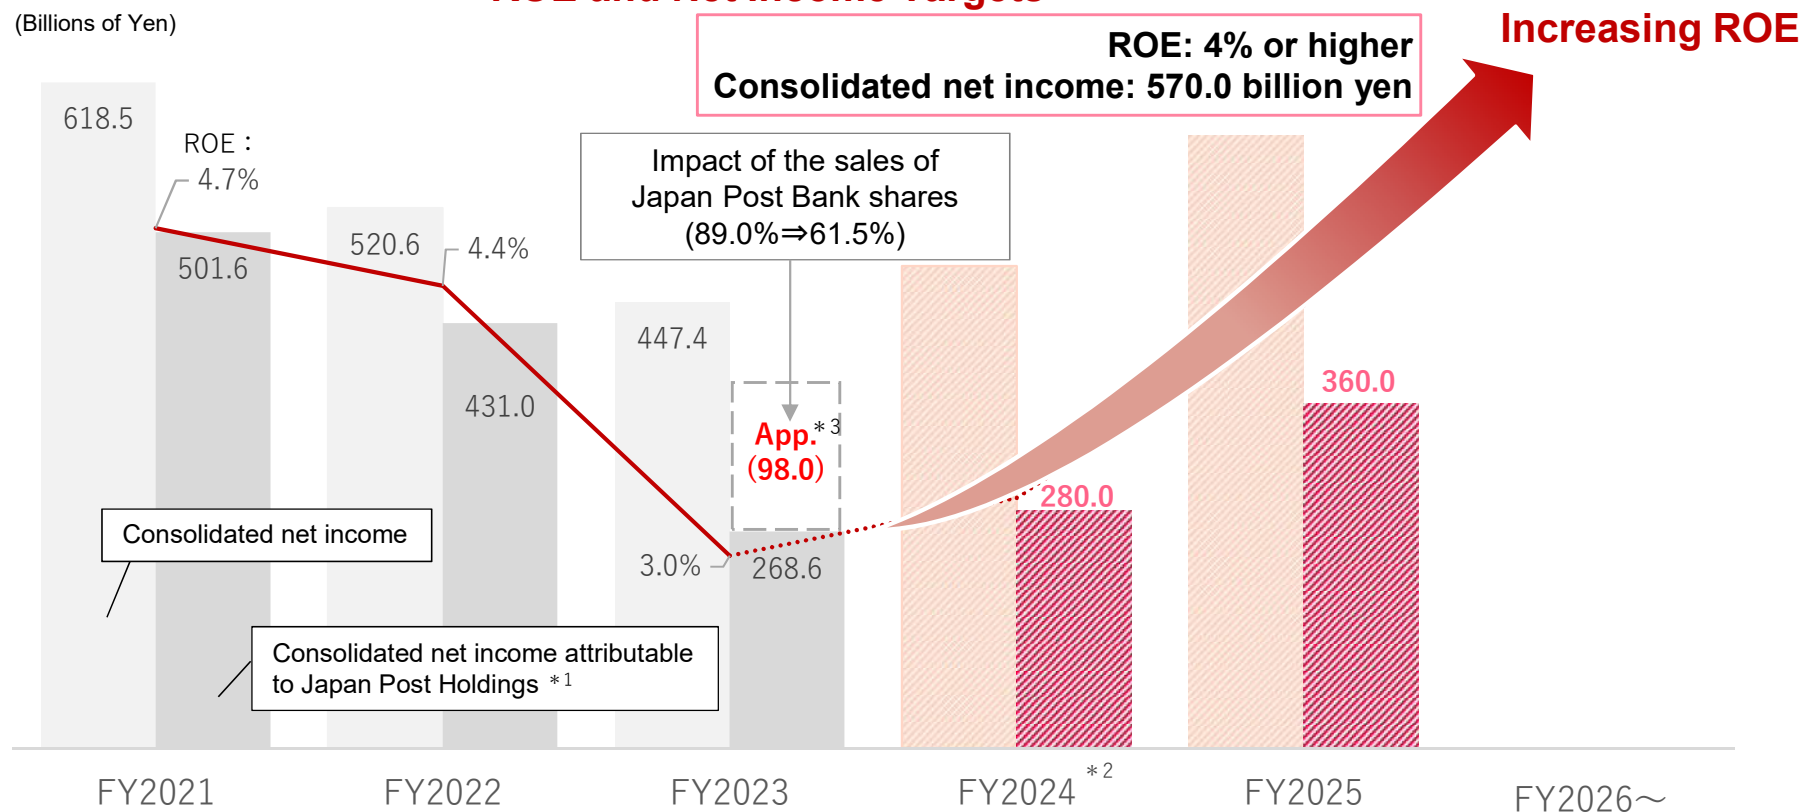 (Billions of Yen)
Increasing ROE
ROE: 4% or higher
Consolidated net income: 570.0 billion yen
618.5
ROE：
4.7%
501.6
520.6
4.4%
431.0
Impact of the sales of
Japan Post Bank shares
(89.0%⇒61.5%)
447.4
App.＊3
(98.0)
3.0%
268.6
280.0
360.0
Consolidated net income
Consolidated net income attributable
to Japan Post Holdings ＊1
FY2021
FY2022
FY2023
FY2024 ＊2
FY2025
FY2026～